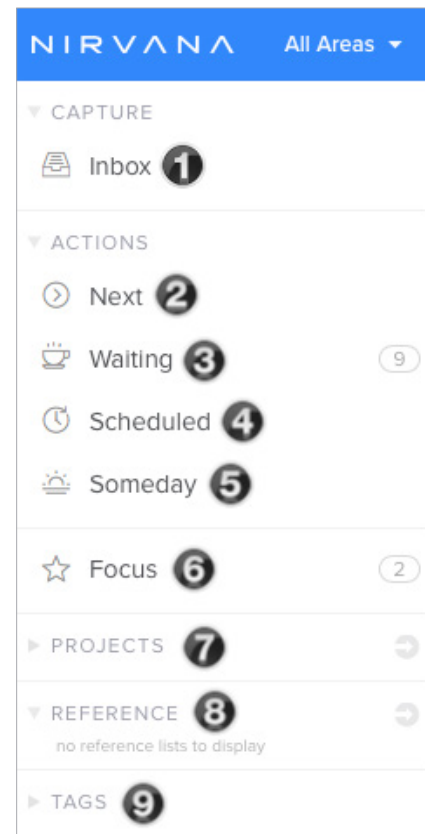 NIRVANA All Areas
CAPTURE
Inbox 1
ACTIONS
Next 2
Waiting 3 9
Scheduled 4
Someday 5
Focus 6 2
PROJECTS 7
REFERENCE 8
no reference lists to display
TAGS 9